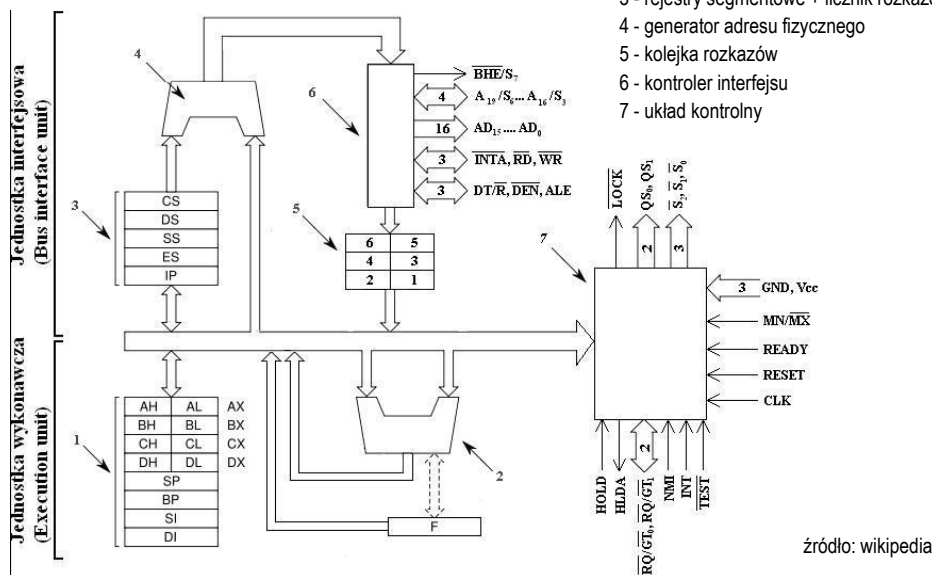 3 - rejestry segmentowe + licznik
4 - generator adresu fizycznego
5 - kolejka rozkazów
6 - kontroler interfejsu
7 - układ kontrolny
Jednostka interfejsowa
(Bus interface unit)
4
6
BHE/S7
4 A19/S6... A16/S3
16 AD15 .... AD0
3 INTA, RD, WR
3 DT/R, DEN, ALE
3
CS
DS
SS
ES
IP
5
6 5
4 3
2 1
LOCK
QS0, QS1
2
S2, S1, S0
3
7
3 GND, Vcc
MN/MX
READY
RESET
CLK
HOLD
HLDA
2
RQ/GT0, RQ/GT1
NMI
INT
TEST
Jednostka wykonawcza
(Execution unit)
1
AH AL AX
BH BL BX
CH CL CX
DH DL DX
SP
BP
SI
DI
2
F
źródło: wikipedia